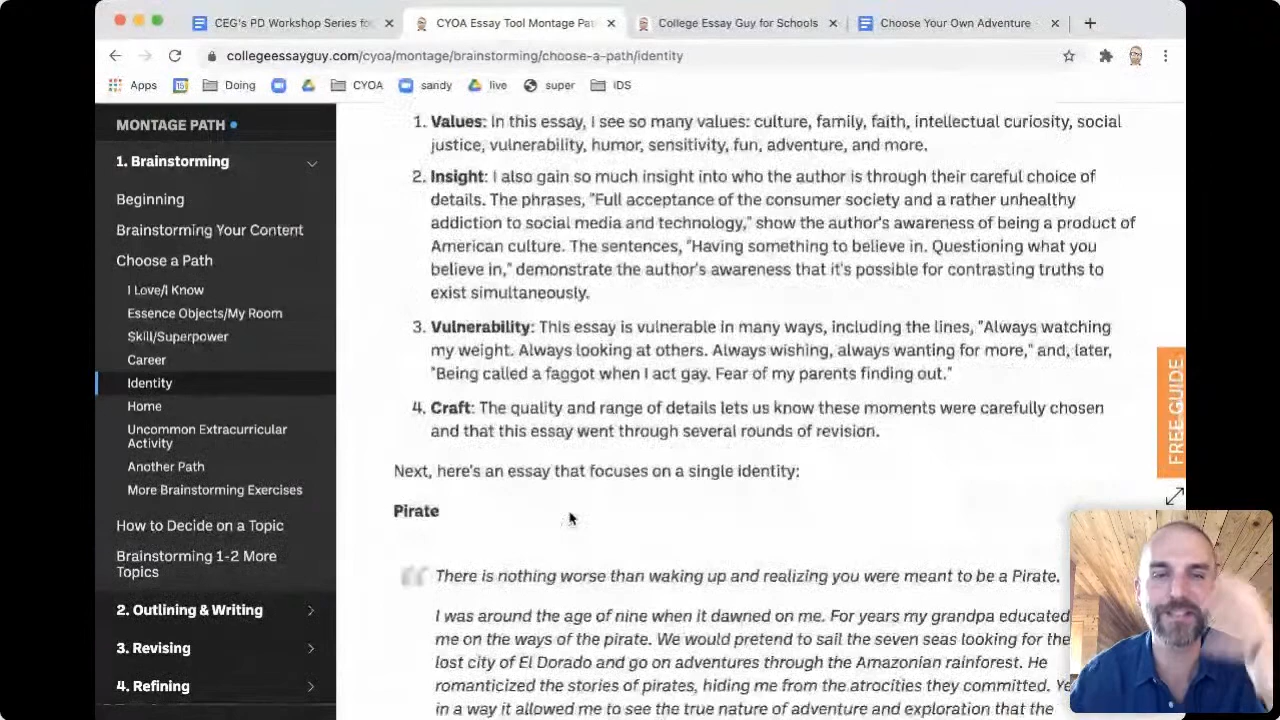 CEG's PD Workshop Series fo
CYOA Essay Tool Montage Pat
College Essay Guy for Schools
Choose Your Own Adventure
collegeessayguy.com/cyoa/montage/brainstorming/choose-a-path/identity
Apps
Doing
CYOA
sandy
live
super
IDS
MONTAGE PATH
1. Brainstorming
Beginning
Brainstorming Your Content
Choose a Path
I Love/I Know
Essence Objects/My Room
Skill/Superpower
Career
Identity
Home
Uncommon Extracurricular
Activity
Another Path
More Brainstorming Exercises
How to Decide on a Topic
Brainstorming 1-2 More
Topics
2. Outlining & Writing
3. Revising
4. Refining
1. Values: In this essay, I see so many values: culture, family, faith, intellectual curiosity, social
justice, vulnerability, humor, sensitivity, fun, adventure, and more.
2. Insight: I also gain so much insight into who the author is through their careful choice of
details. The phrases, "Full acceptance of the consumer society and a rather unhealthy
addiction to social media and technology," show the author's awareness of being a product of
American culture. The sentences, "Having something to believe in. Questioning what you
believe in," demonstrate the author's awareness that it's possible for contrasting truths to
exist simultaneously.
3. Vulnerability: This essay is vulnerable in many ways, including the lines, "Always watching
my weight. Always looking at others. Always wishing, always wanting for more," and, later,
"Being called a faggot when I act gay. Fear of my parents finding out."
4. Craft: The quality and range of details lets us know these moments were carefully chosen
and that this essay went through several rounds of revision.
Next, here's an essay that focuses on a single identity:
Pirate
There is nothing worse than waking up and realizing you were meant to be a Pirate.
I was around the age of nine when it dawned on me. For years my grandpa educated
me on the ways of the pirate. We would pretend to sail the seven seas looking for the
lost city of El Dorado and go on adventures through the Amazonian rainforest. He
romanticized the stories of pirates, hiding me from the atrocities they committed. Ye
in a way it allowed me to see the true nature of adventure and exploration that the
FREE GUIDE